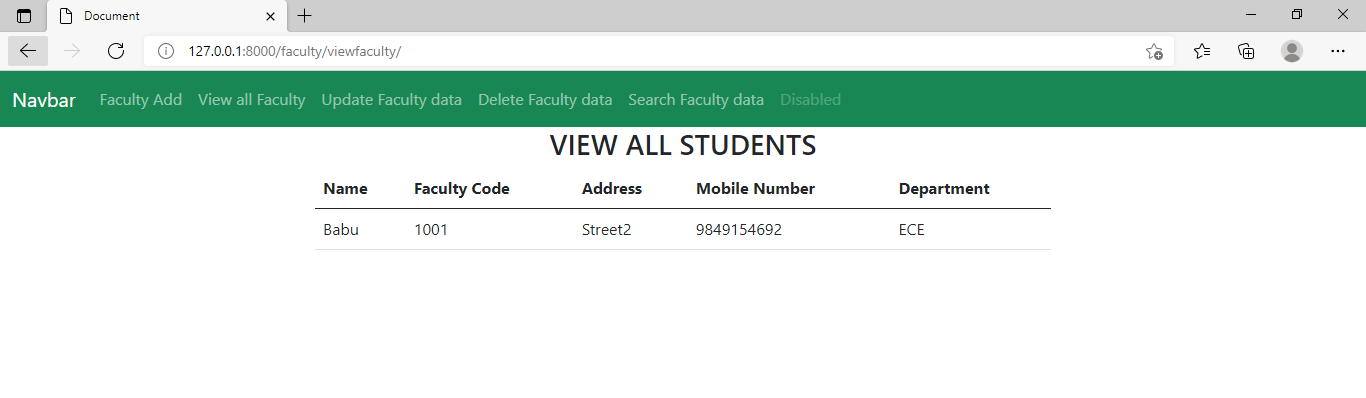 Document
127.0.0.1:8000/faculty/viewfaculty/
Navbar Faculty Add View all Faculty Update Faculty data Delete Faculty data Search Faculty data Disabled
VIEW ALL STUDENTS
Name Faculty Code Address Mobile Number Department
Babu 1001 Street2 9849154692 ECE